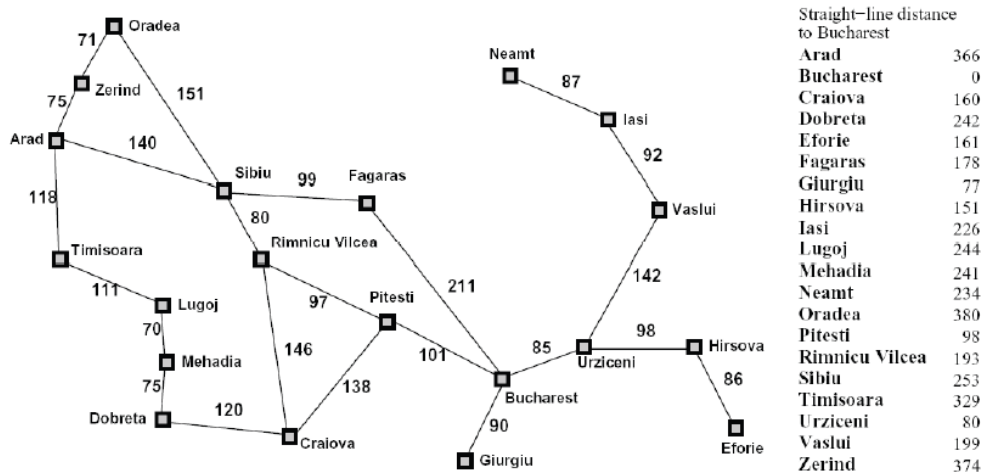 Oradea
71
Neamt
87
Zerind
151
75
Iasi
Arad
140
92
Sibiu
99
Fagaras
118
80
Vaslui
Timisoara
Rimnicu Vilcea
111
211
142
Lugoj
97
Pitesti
70
98
Hirsova
146
101
85
Urziceni
Mehadia
86
75
138
Bucharest
120
90
Dobreta
Craiova
Eforie
Giurgiu
Straight−line distance
to Bucharest
Arad 366
Bucharest 0
Craiova 160
Dobreta 242
Eforie 161
Fagaras 178
Giurgiu 77
Hirsova 151
Iasi 226
Lugoj 244
Mehadia 241
Neamt 234
Oradea 380
Pitesti 98
Rimnicu Vilcea 193
Sibiu 253
Timisoara 329
Urziceni 80
Vaslui 199
Zerind 374